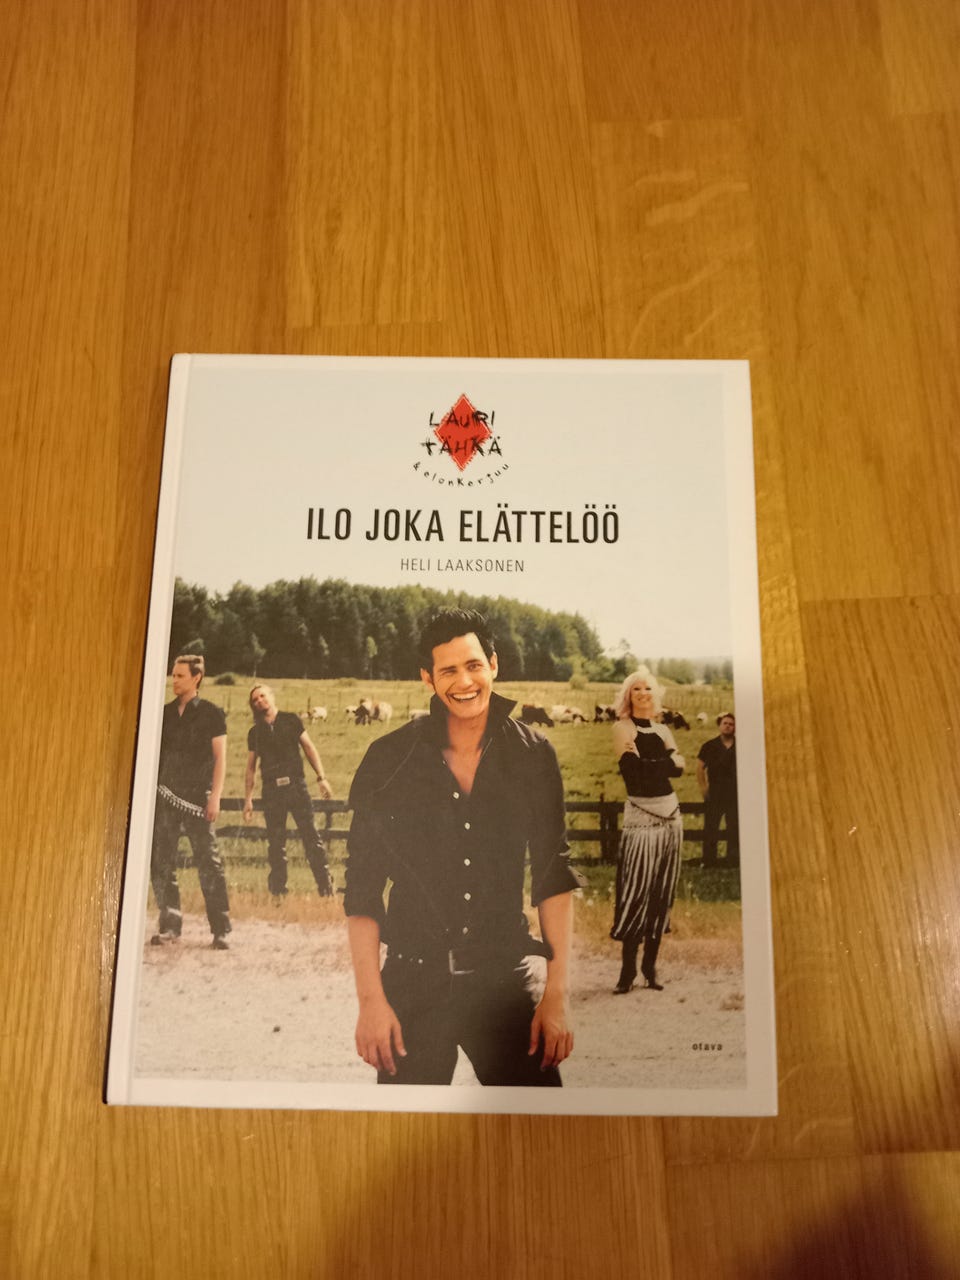 LAURI
TÄHKÄ
& elonkerjuu
ILO JOKA ELÄTTELÖÖ
HELI LAAKSONEN
otava